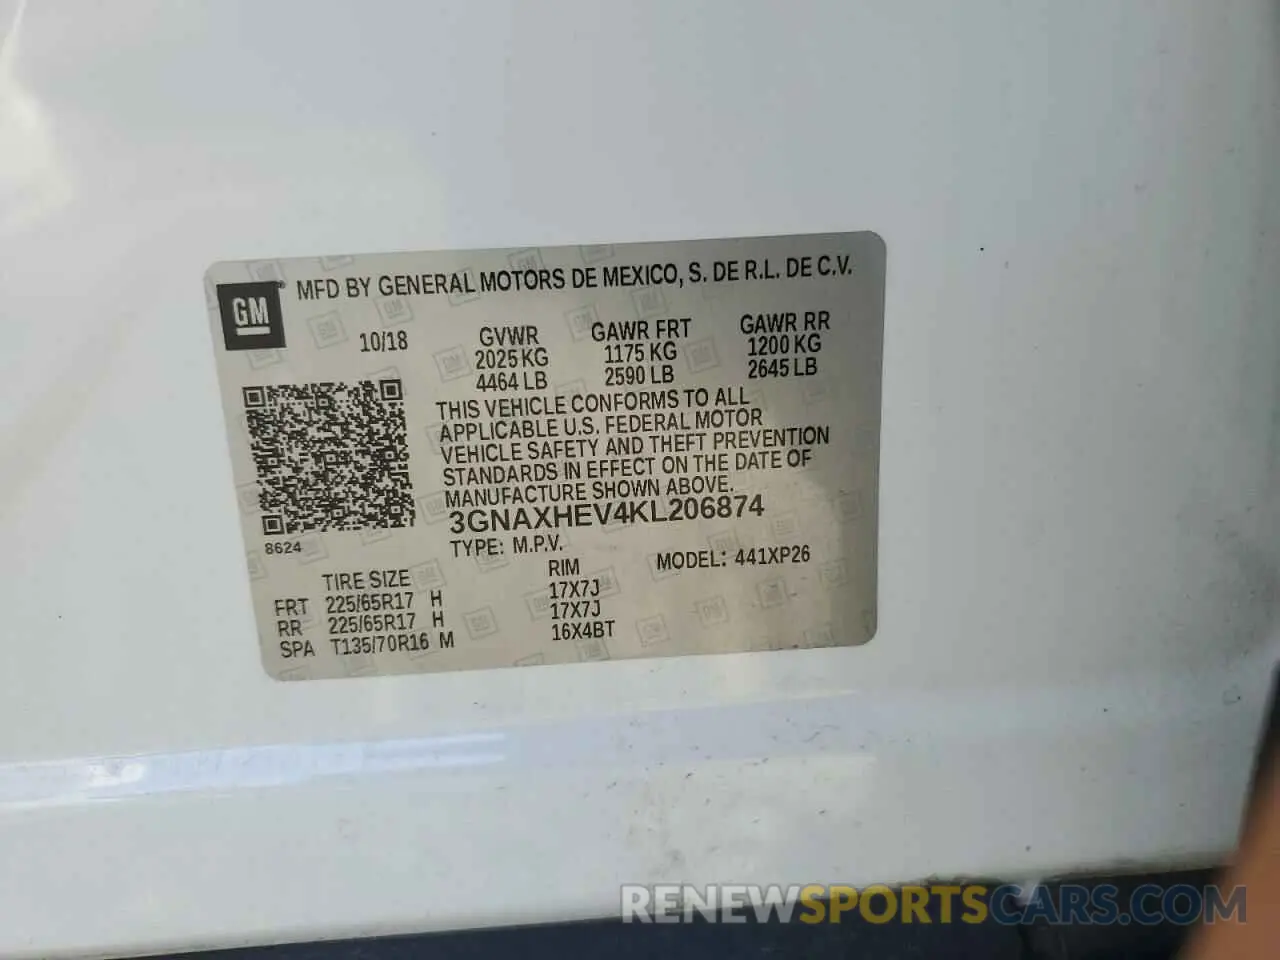 MFD BY GENERAL MOTORS DE MEXICO, S. DE R.L. DE C.V.
GM
10/18
GVWR GAWR FRT GAWR RR
2025 KG 1175 KG 1200 KG
4464 LB 2590 LB 2645 LB
THIS VEHICLE CONFORMS TO ALL
APPLICABLE U.S. FEDERAL MOTOR
VEHICLE SAFETY AND THEFT PREVENTION
STANDARDS IN EFFECT ON THE DATE OF
MANUFACTURE SHOWN ABOVE.
3GNAXHEV4KL206874
8624
TYPE: M.P.V. MODEL: 441XP26
TIRE SIZE RIM
FRT 225/65R17 H 17X7J
RR 225/65R17 H 17X7J
SPA T135/70R16 M 16X4BT
RENEWSPORTSCARS.COM